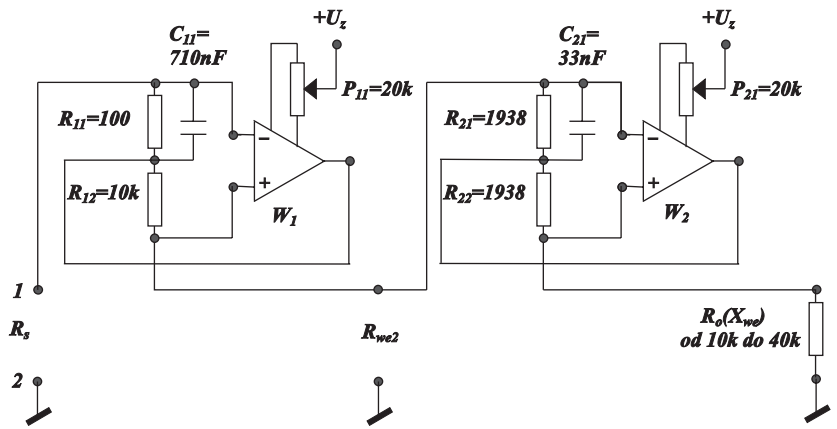 +Uz
C11=
710nF
P11=20k
R11=100
R12=10k
−
+
W1
+Uz
C21=
33nF
P21=20k
R21=1938
R22=1938
−
+
W2
1
Rs
2
Rwe2
Ro(Xwe)
od 10k do 40k